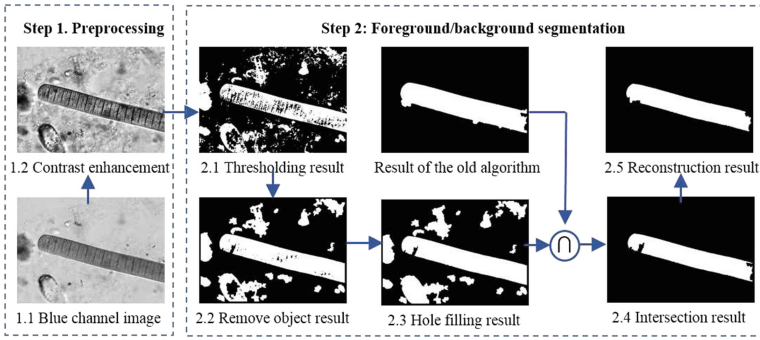 Step 1. Preprocessing
Step 2: Foreground/background segmentation
1.2 Contrast enhancement
2.1 Thresholding result
Result of the old algorithm
2.5 Reconstruction result
∩
1.1 Blue channel image
2.2 Remove object result
2.3 Hole filling result
2.4 Intersection result